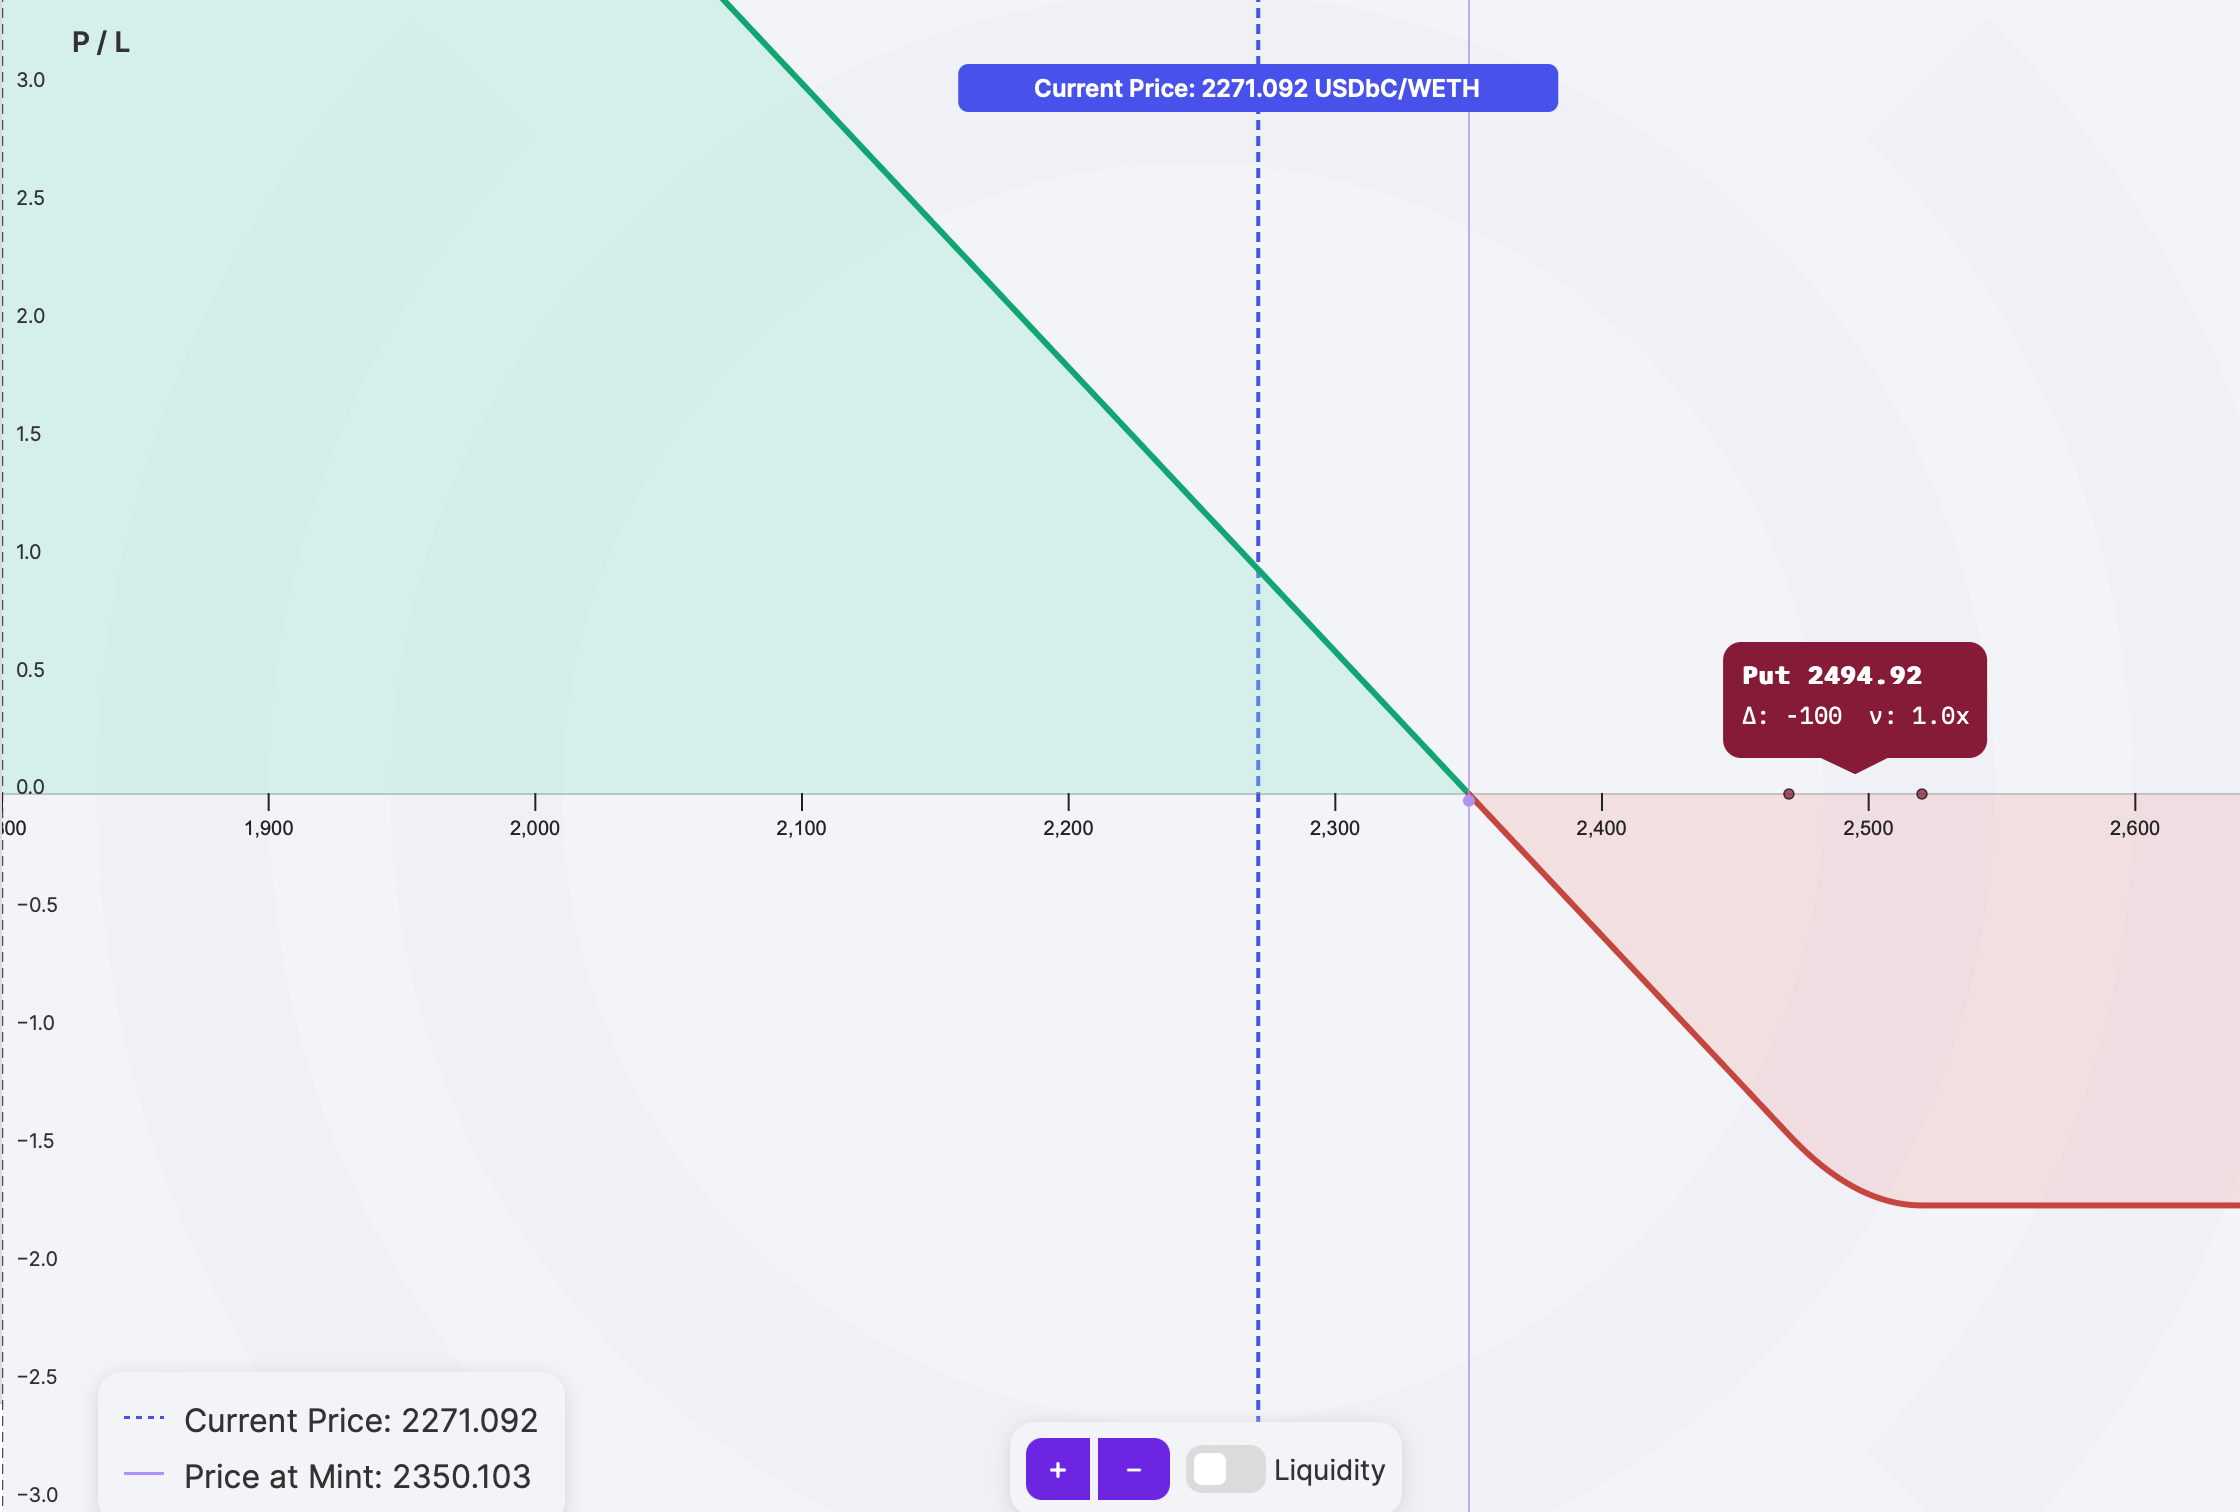 P / L
3.0
Current Price: 2271.092 USDbC/WETH
2.5
2.0
1.5
1.0
0.5
Put 2494.92
Δ: -100 ν: 1.0x
0.0
00 1,900 2,000 2,100 2,200 2,300 2,400 2,500 2,600
−0.5
−1.0
−1.5
−2.0
−2.5
Current Price: 2271.092
Price at Mint: 2350.103
+ − Liquidity
−3.0